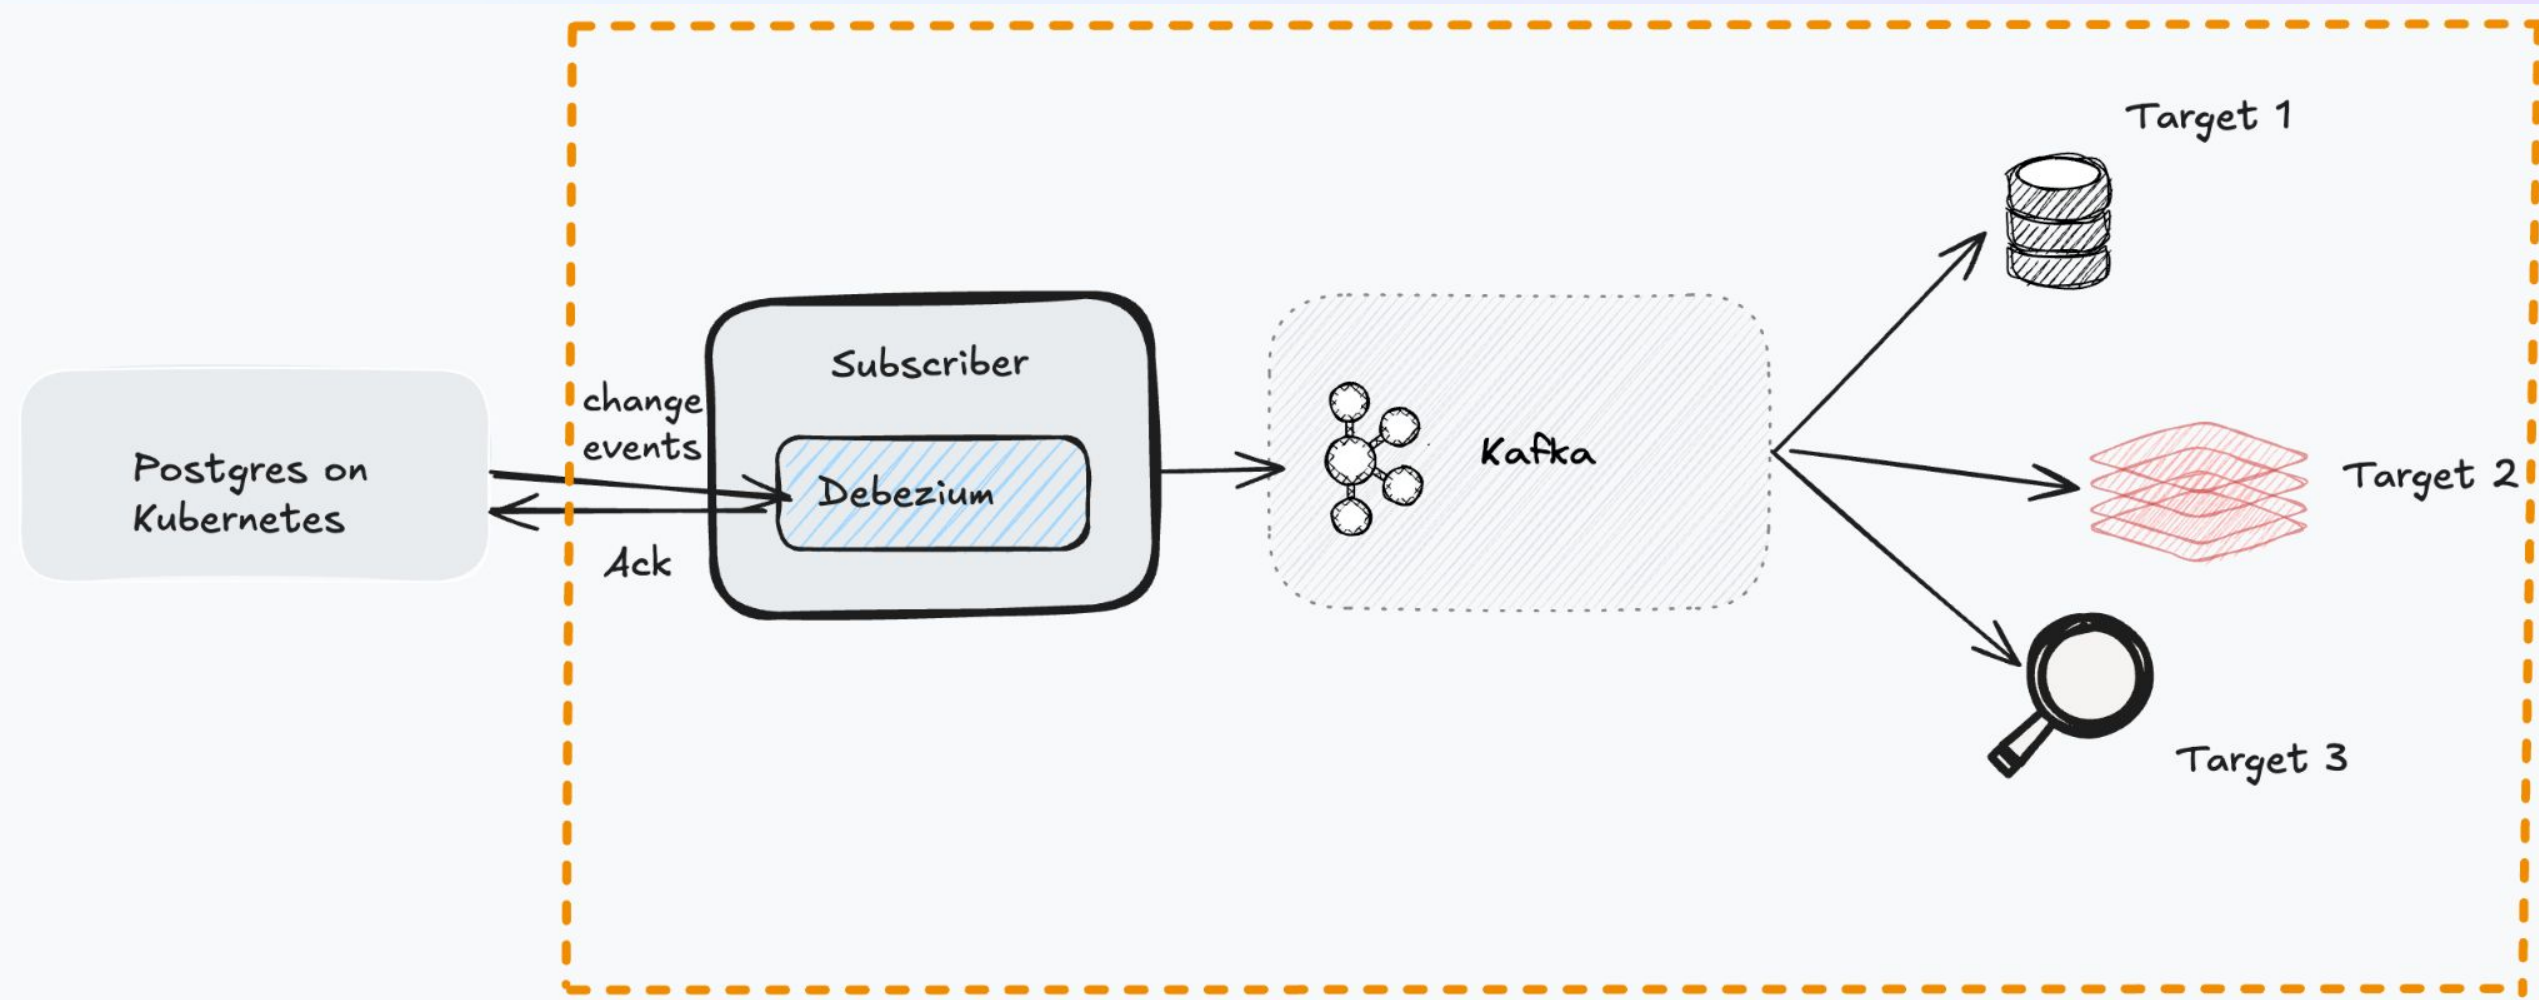 Postgres on
Kubernetes
change
events
Ack
Subscriber
Debezium
Kafka
Target 1
Target 2
Target 3